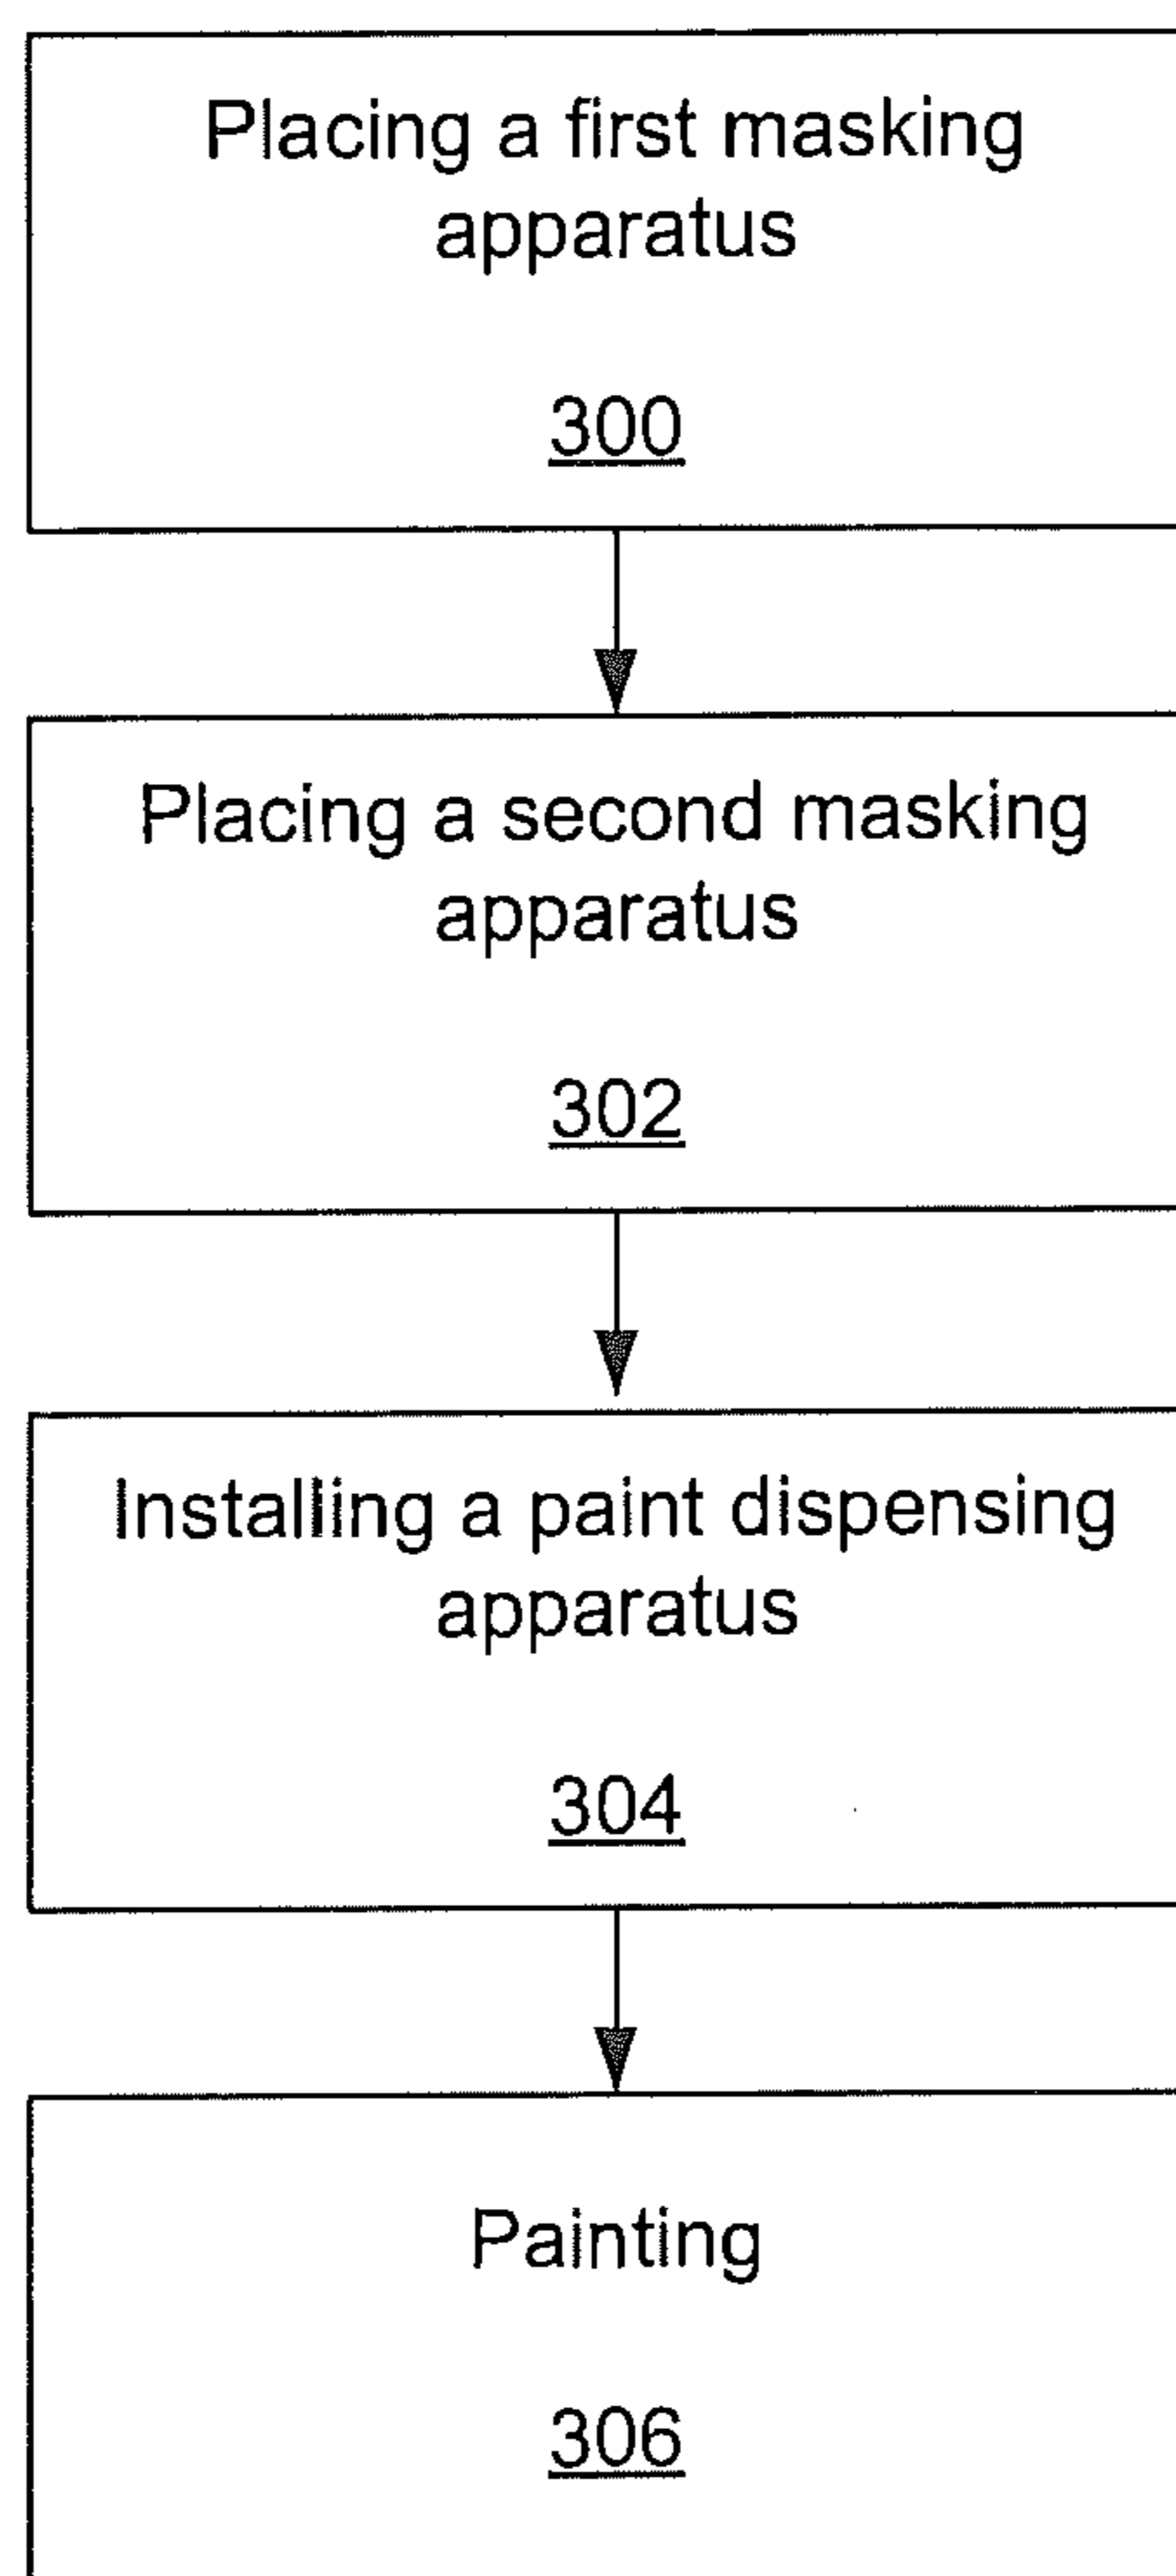 Placing a first masking
apparatus
300
Placing a second masking
apparatus
302
Installing a paint dispensing
apparatus
304
Painting
306